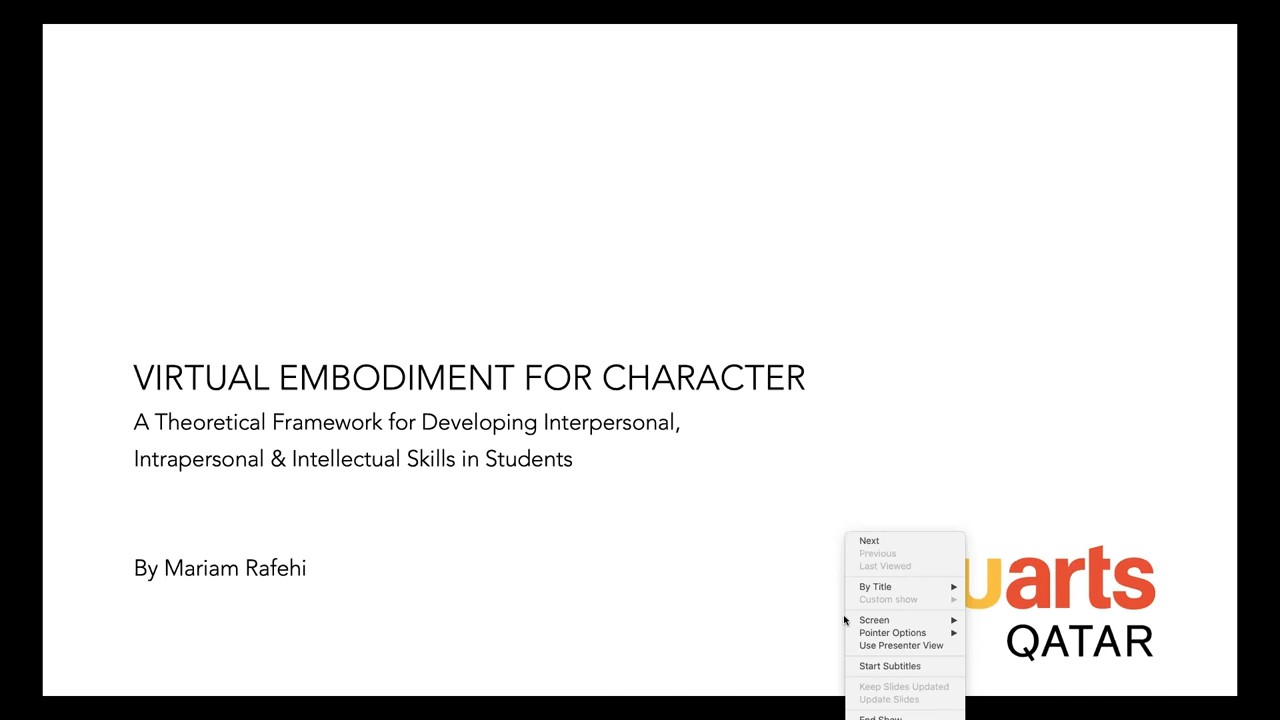 VIRTUAL EMBODIMENT FOR CHARACTER
A Theoretical Framework for Developing Interpersonal,
Intrapersonal & Intellectual Skills in Students
By Mariam Rafehi
Next
Previous
Last Viewed
By Title
Custom show
Screen
Pointer Options
Use Presenter View
Start Subtitles
Keep Slides Updated
Update Slides
End Show
uarts
QATAR